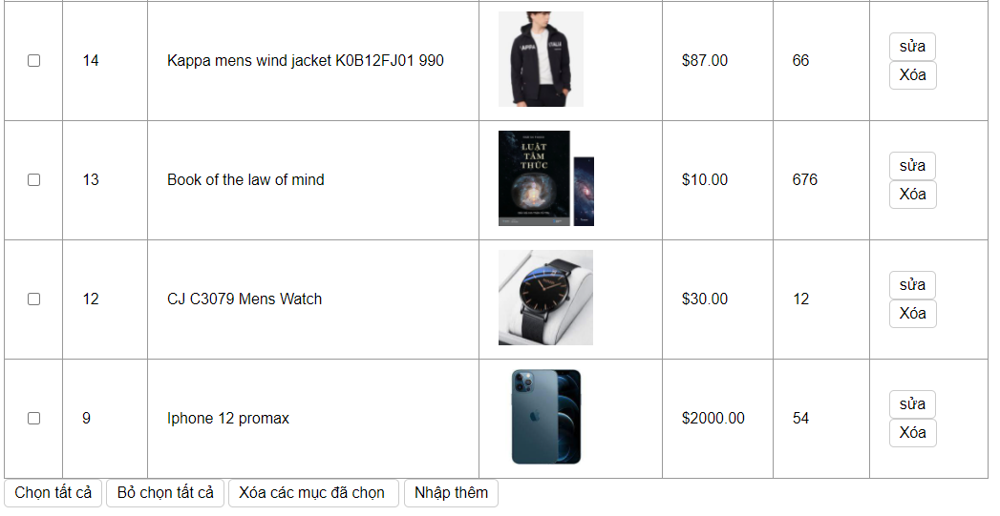 14 Kappa mens wind jacket K0B12FJ01 990 $87.00 66 sửa
Xóa
KAPPA ITALIA
13 Book of the law of mind $10.00 676 sửa
Xóa
LUẬT
TÂM
THỨC
12 CJ C3079 Mens Watch $30.00 12 sửa
Xóa
9 Iphone 12 promax $2000.00 54 sửa
Xóa
Chọn tất cả Bỏ chọn tất cả Xóa các mục đã chọn Nhập thêm